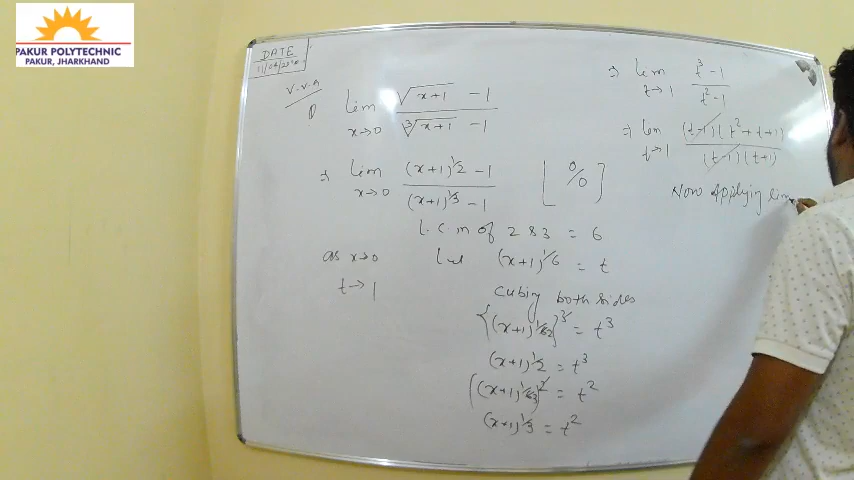 PAKUR POLYTECHNIC
PAKUR, JHARKHAND
DATE
V.V.A
① lim x→0 (√(x+1) - 1) / (∛(x+1) - 1)
⇒ lim x→0 ((x+1)^1/2 - 1) / ((x+1)^1/3 - 1) [0/0]
L.C.m of 2 & 3 = 6
as x→0 Let (x+1)^1/6 = t
t→1
Cubing both sides
{(x+1)^1/6}^3 = t^3
(x+1)^1/2 = t^3
((x+1)^1/6)^2 = t^2
(x+1)^1/3 = t^2
⇒ lim t→1 (t^3 - 1) / (t^2 - 1)
⇒ lim t→1 (t-1)(t^2 + t + 1) / (t-1)(t+1)
Now Applying lim